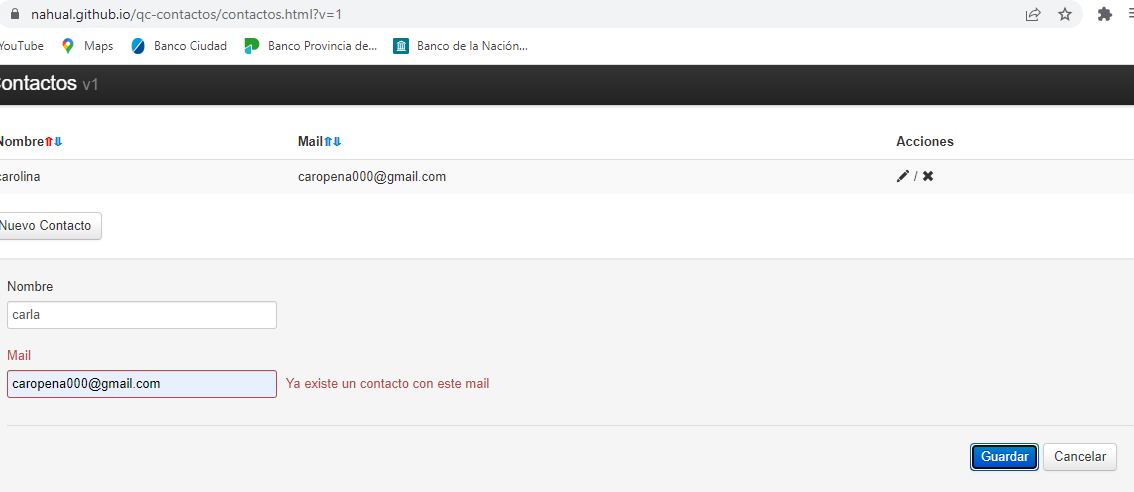 nahual.github.io/qc-contactos/contactos.html?v=1
YouTube Maps Banco Ciudad Banco Provincia de... Banco de la Nación...
ontactos v1
Nombre⇑⇓ Mail⇑⇓ Acciones
carolina caropena000@gmail.com /
Nuevo Contacto
Nombre
carla
Mail
caropena000@gmail.com Ya existe un contacto con este mail
Guardar Cancelar